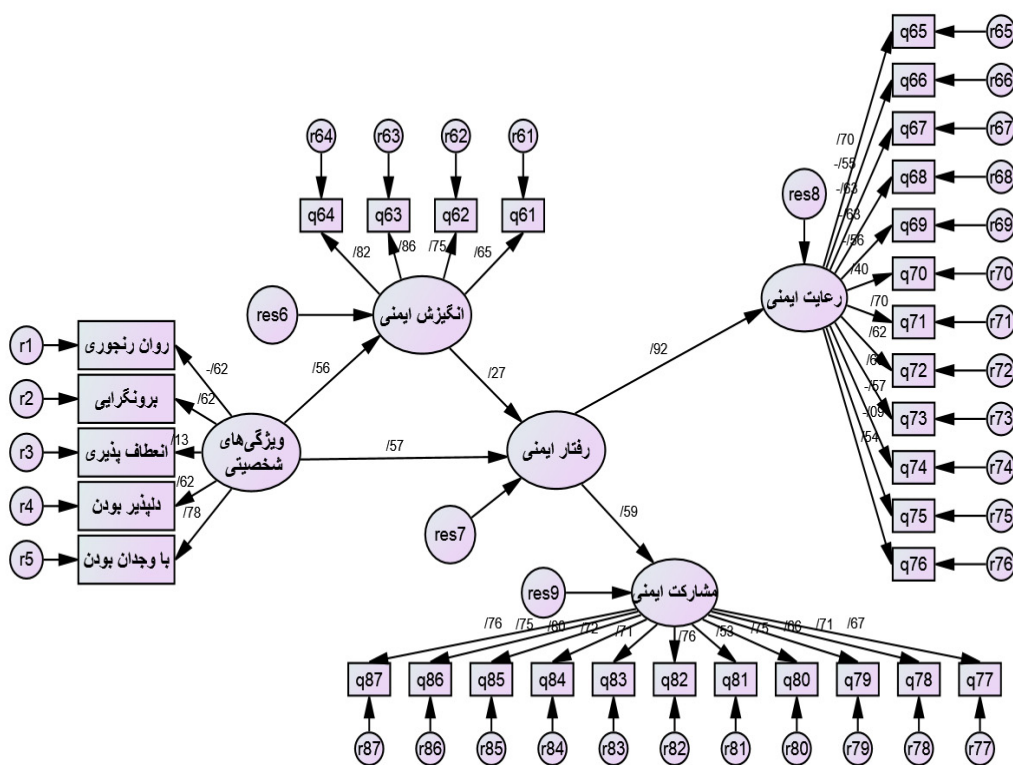 q65
r65
q66
r66
q67
r67
q68
r68
q69
r69
q70
r70
q71
r71
q72
r72
q73
r73
q74
r74
q75
r75
q76
r76
/70
-/55
-/63
-/63
-/56
/40
/70
/62
-/57
-/09
/54
res8
رعایت ایمنی
r64
r63
r62
r61
q64
q63
q62
q61
/82
/86
/75
/65
res6
انگیزش ایمنی
/56
/27
/92
r1
روان رنجوری
-/62
r2
برونگرایی
/62
r3
انعطاف پذیری
/13
r4
دلپذیر بودن
/62
r5
با وجدان بودن
/78
ویژگی‌های
شخصیتی
/57
رفتار ایمنی
res7
/59
res9
مشارکت ایمنی
/76
/75
/72
/71
/76
/53
/75
/71
/67
q87
q86
q85
q84
q83
q82
q81
q80
q79
q78
q77
r87
r86
r85
r84
r83
r82
r81
r80
r79
r78
r77